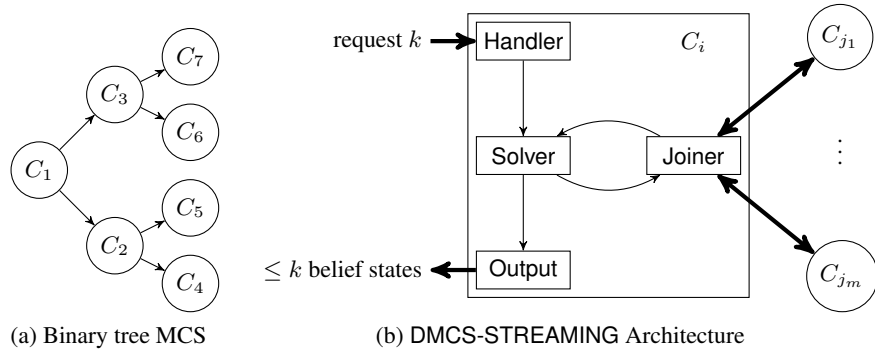 C1
C3
C2
C7
C6
C5
C4
(a) Binary tree MCS
request k
Handler
Ci
Solver
Joiner
≤ k belief states
Output
Cj1
⋮
Cjm
(b) DMCS-STREAMING Architecture